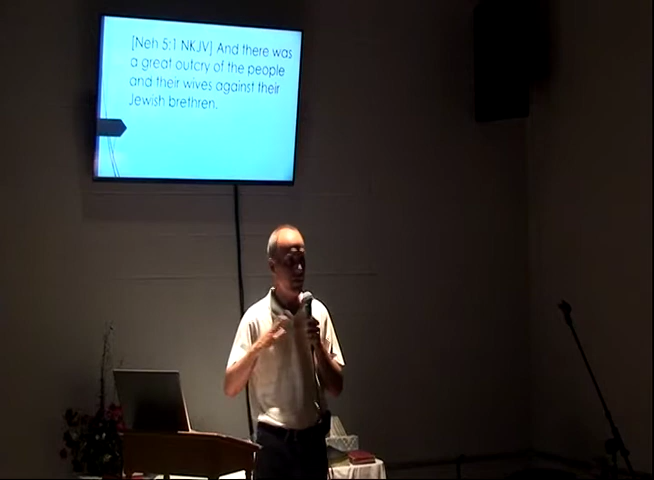 [Neh 5:1 NKJV] And there was
a great outcry of the people
and their wives against their
Jewish brethren.